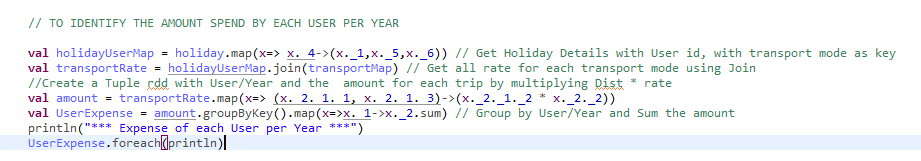 // TO IDENTIFY THE AMOUNT SPEND BY EACH USER PER YEAR
val holidayUserMap = holiday.map(x=> x._4->(x._1,x._5,x._6)) // Get Holiday Details with User id, with transport mode as key
val transportRate = holidayUserMap.join(transportMap) // Get all rate for each transport mode using Join
//Create a Tuple rdd with User/Year and the  amount for each trip by multiplying Dist * rate
val amount = transportRate.map(x=> (x._2._1._1, x._2._1._3)->(x._2._1._2 * x._2._2))
val UserExpense = amount.groupByKey().map(x=>x._1->x._2.sum) // Group by User/Year and Sum the amount
println("*** Expense of each User per Year ***")
UserExpense.foreach(println)